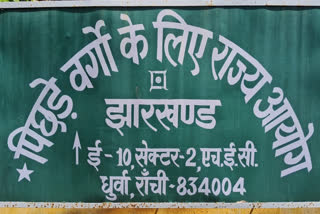 पिछड़े वर्गो के लिए राज्य आयोग
झारखण्ड
ई - 10, सेक्टर - 2, एच.ई.सी.
धुर्वा, राँची - 834004